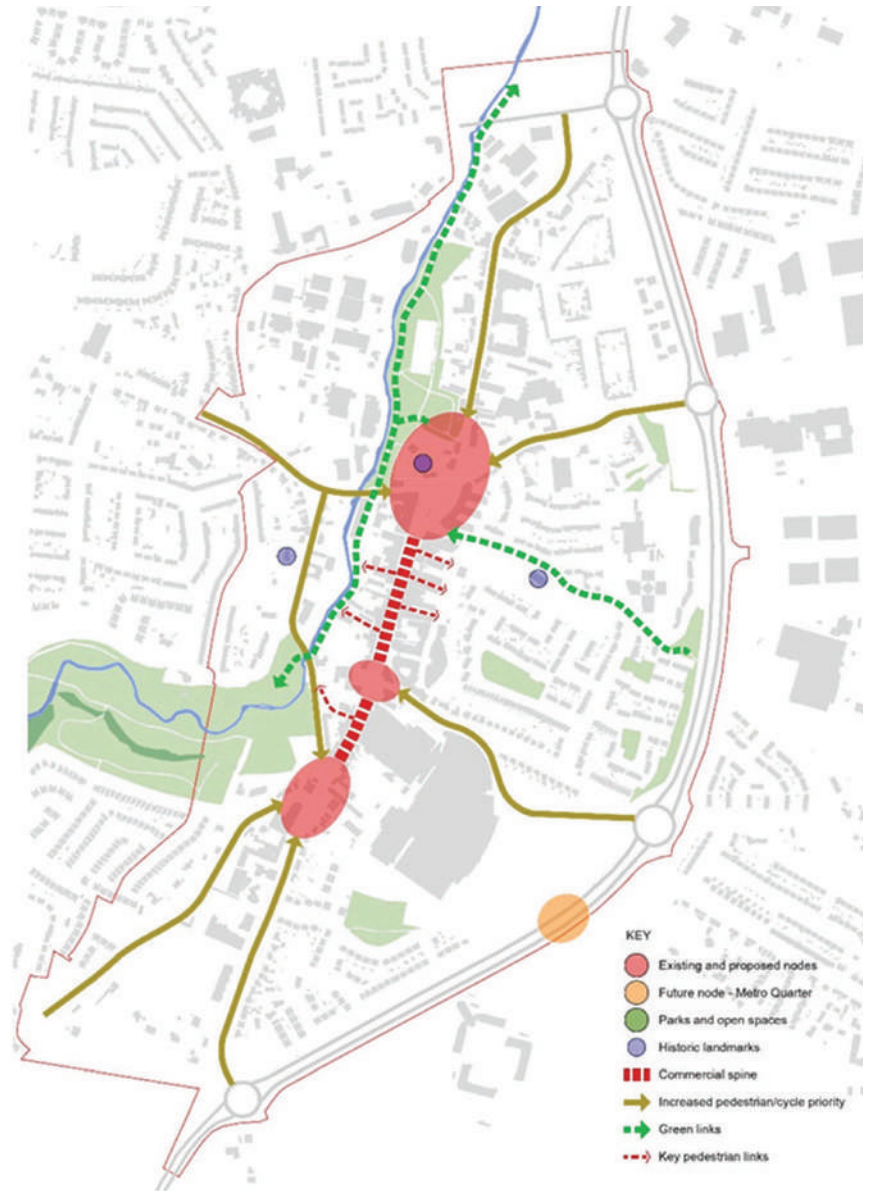 KEY
Existing and proposed nodes
Future node - Metro Quarter
Parks and open spaces
Historic landmarks
Commercial spine
Increased pedestrian/cycle priority
Green links
Key pedestrian links